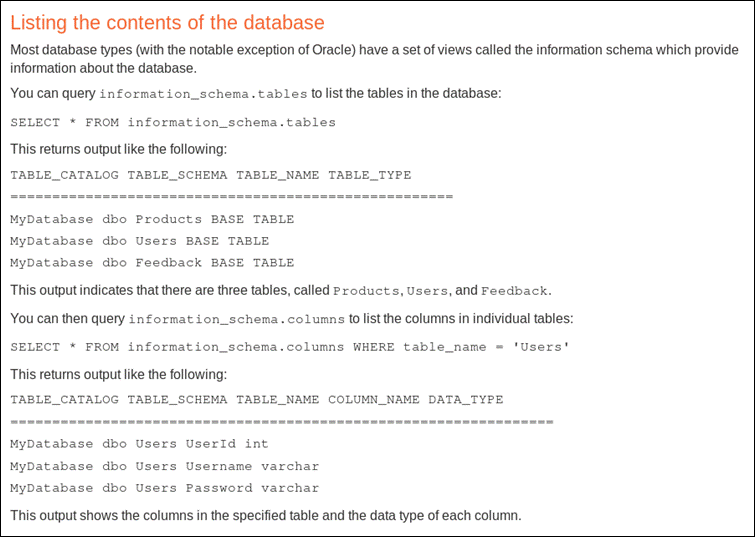 Listing the contents of the database
Most database types (with the notable exception of Oracle) have a set of views called the information schema which provide
information about the database.
You can query information_schema.tables to list the tables in the database:
SELECT * FROM information_schema.tables
This returns output like the following:
TABLE_CATALOG TABLE_SCHEMA TABLE_NAME TABLE_TYPE
=====================================================
MyDatabase dbo Products BASE TABLE
MyDatabase dbo Users BASE TABLE
MyDatabase dbo Feedback BASE TABLE
This output indicates that there are three tables, called Products, Users, and Feedback.
You can then query information_schema.columns to list the columns in individual tables:
SELECT * FROM information_schema.columns WHERE table_name = 'Users'
This returns output like the following:
TABLE_CATALOG TABLE_SCHEMA TABLE_NAME COLUMN_NAME DATA_TYPE
=================================================================
MyDatabase dbo Users UserId int
MyDatabase dbo Users Username varchar
MyDatabase dbo Users Password varchar
This output shows the columns in the specified table and the data type of each column.